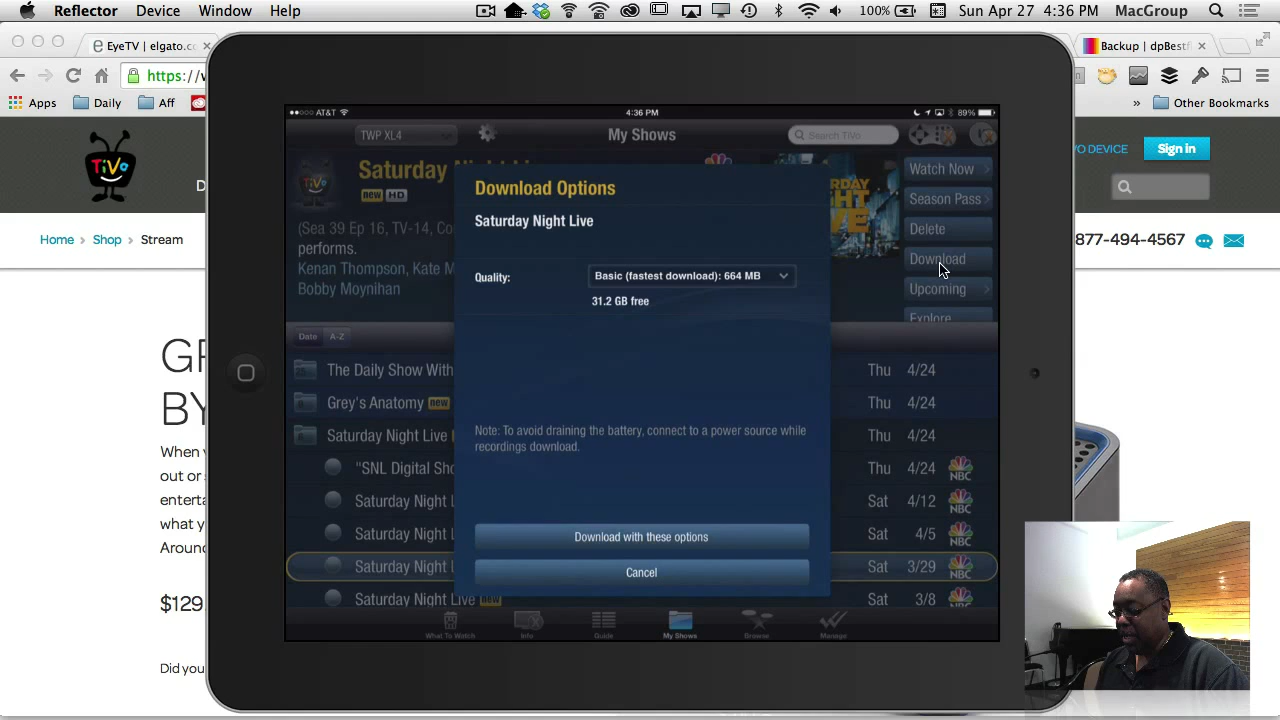 Reflector Device Window Help 100% Sun Apr 27 4:36 PM MacGroup
EyeTV | elgato.c
Backup | dpBestf
https://w
Apps Daily Aff » Other Bookmarks
AT&T 4:36 PM 89%
TWP XL4 My Shows Search TiVo
TiVo
VO DEVICE Sign in
Home › Shop › Stream
877-494-4567
Saturday
new HD
(Sea 39 Ep 16, TV-14, Co
performs.
Kenan Thompson, Kate M
Bobby Moynihan
Watch Now
Season Pass
Delete
Download
Upcoming
Explore
Download Options
Saturday Night Live
Quality: Basic (fastest download): 664 MB
31.2 GB free
Note: To avoid draining the battery, connect to a power source while
recordings download.
Download with these options
Cancel
Date A-Z
The Daily Show With Thu 4/24
Grey's Anatomy new Thu 4/24
Saturday Night Live Thu 4/24
"SNL Digital Sho Thu 4/24 NBC
Saturday Night L Sat 4/12 NBC
Saturday Night L Sat 4/5 NBC
Saturday Night L Sat 3/29 NBC
Saturday Night Live new Sat 3/8 NBC
What To Watch Info Guide My Shows Browse Manage
BY
When y
out or s
enterta
what y
Around
$129
Did you